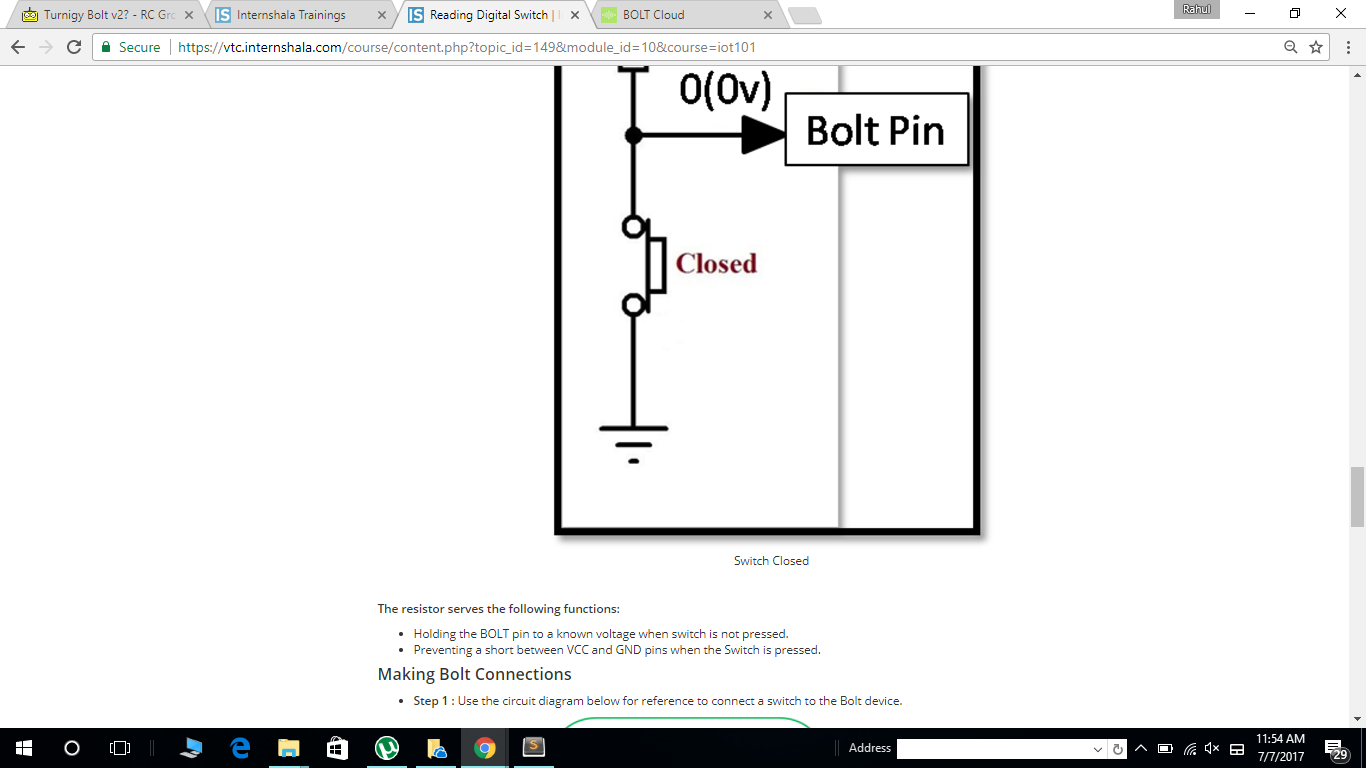 Turnigy Bolt v2? - RC Gro
Internshala Trainings
Reading Digital Switch |
BOLT Cloud
Rahul
Secure
https://vtc.internshala.com/course/content.php?topic_id=149&module_id=10&course=iot101
0(0v)
Bolt Pin
Closed
Switch Closed
The resistor serves the following functions:
• Holding the BOLT pin to a known voltage when switch is not pressed.
• Preventing a short between VCC and GND pins when the Switch is pressed.
Making Bolt Connections
• Step 1 : Use the circuit diagram below for reference to connect a switch to the Bolt device.
Address
11:54 AM
7/7/2017
29